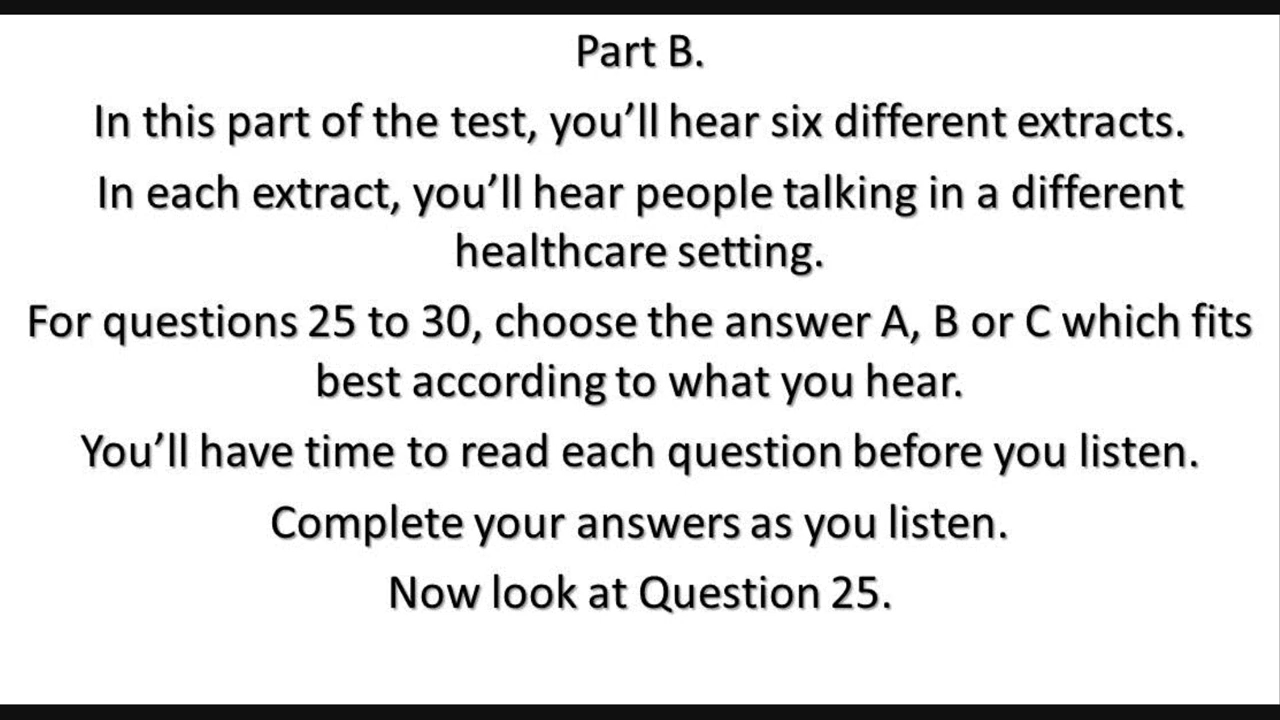 Part B.
In this part of the test, you’ll hear six different extracts.
In each extract, you’ll hear people talking in a different
healthcare setting.
For questions 25 to 30, choose the answer A, B or C which fits
best according to what you hear.
You’ll have time to read each question before you listen.
Complete your answers as you listen.
Now look at Question 25.